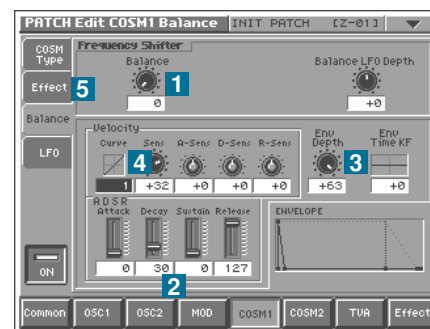 PATCH Edit COSM1 Balance INIT PATCH [Z-01]
COSM Type
Effect
Balance
LFO
ON
Frequency Shifter
Balance
0
1
Balance LFO Depth
+0
5
Velocity
Curve Sens A-Sens D-Sens R-Sens
4
1 +32 +0 +0 +0
Env Depth
Env Time KF
3
+63 +0
ADSR
Attack Decay Sustain Release
0 30 0 127
2
ENVELOPE
Common OSC1 OSC2 MOD COSM1 COSM2 TVA Effect